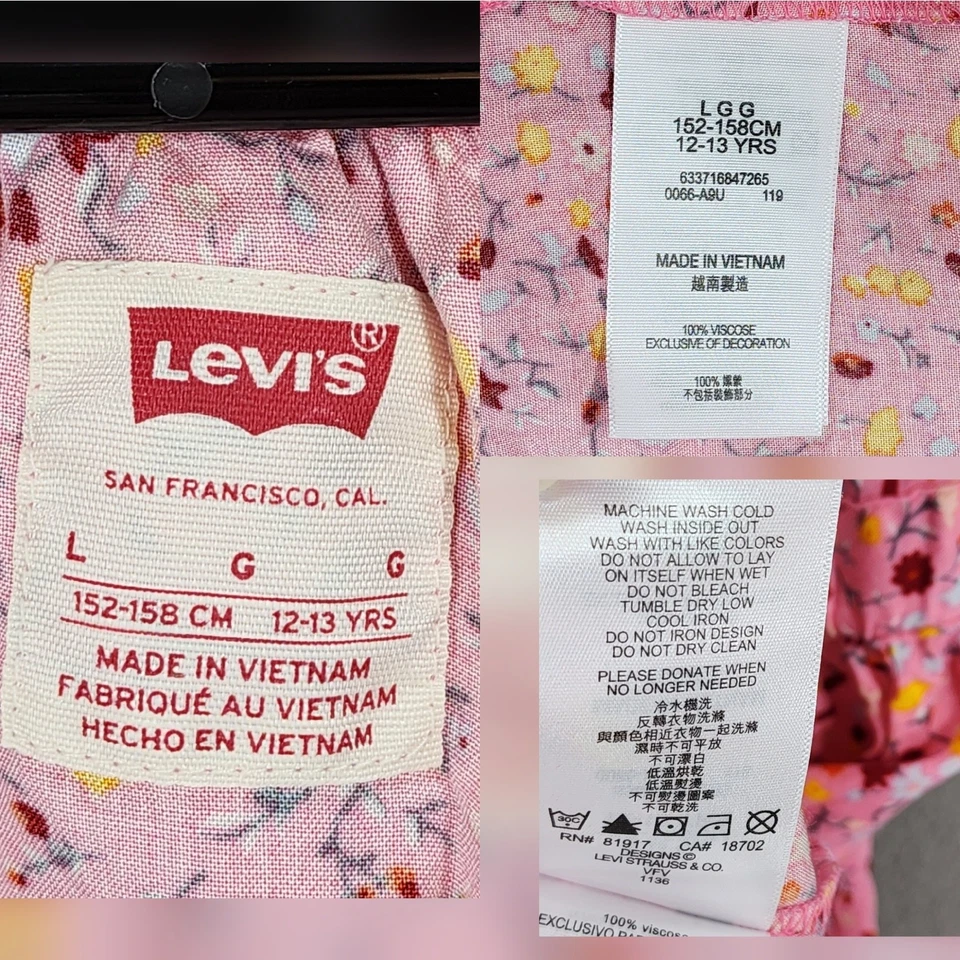 LEVI'S®
SAN FRANCISCO, CAL.
L G G
152-158 CM 12-13 YRS
MADE IN VIETNAM
FABRIQUÉ AU VIETNAM
HECHO EN VIETNAM
L G G
152-158CM
12-13 YRS
633716847265
0066-A9U 119
MADE IN VIETNAM
越南製造
100% VISCOSE
EXCLUSIVE OF DECORATION
100% 嫘縈
不包括裝飾部分
MACHINE WASH COLD
WASH INSIDE OUT
WASH WITH LIKE COLORS
DO NOT ALLOW TO LAY
ON ITSELF WHEN WET
DO NOT BLEACH
TUMBLE DRY LOW
COOL IRON
DO NOT IRON DESIGN
DO NOT DRY CLEAN
PLEASE DONATE WHEN
NO LONGER NEEDED
冷水機洗
反轉衣物洗滌
與顏色相近衣物一起洗滌
濕時不可平放
不可漂白
低溫烘乾
低溫熨燙
不可熨燙圖案
不可乾洗
30C
RN# 81917 CA# 18702
DESIGNS ©
LEVI STRAUSS & CO.
VFV
1136
100% viscos
EXCLUSIVO